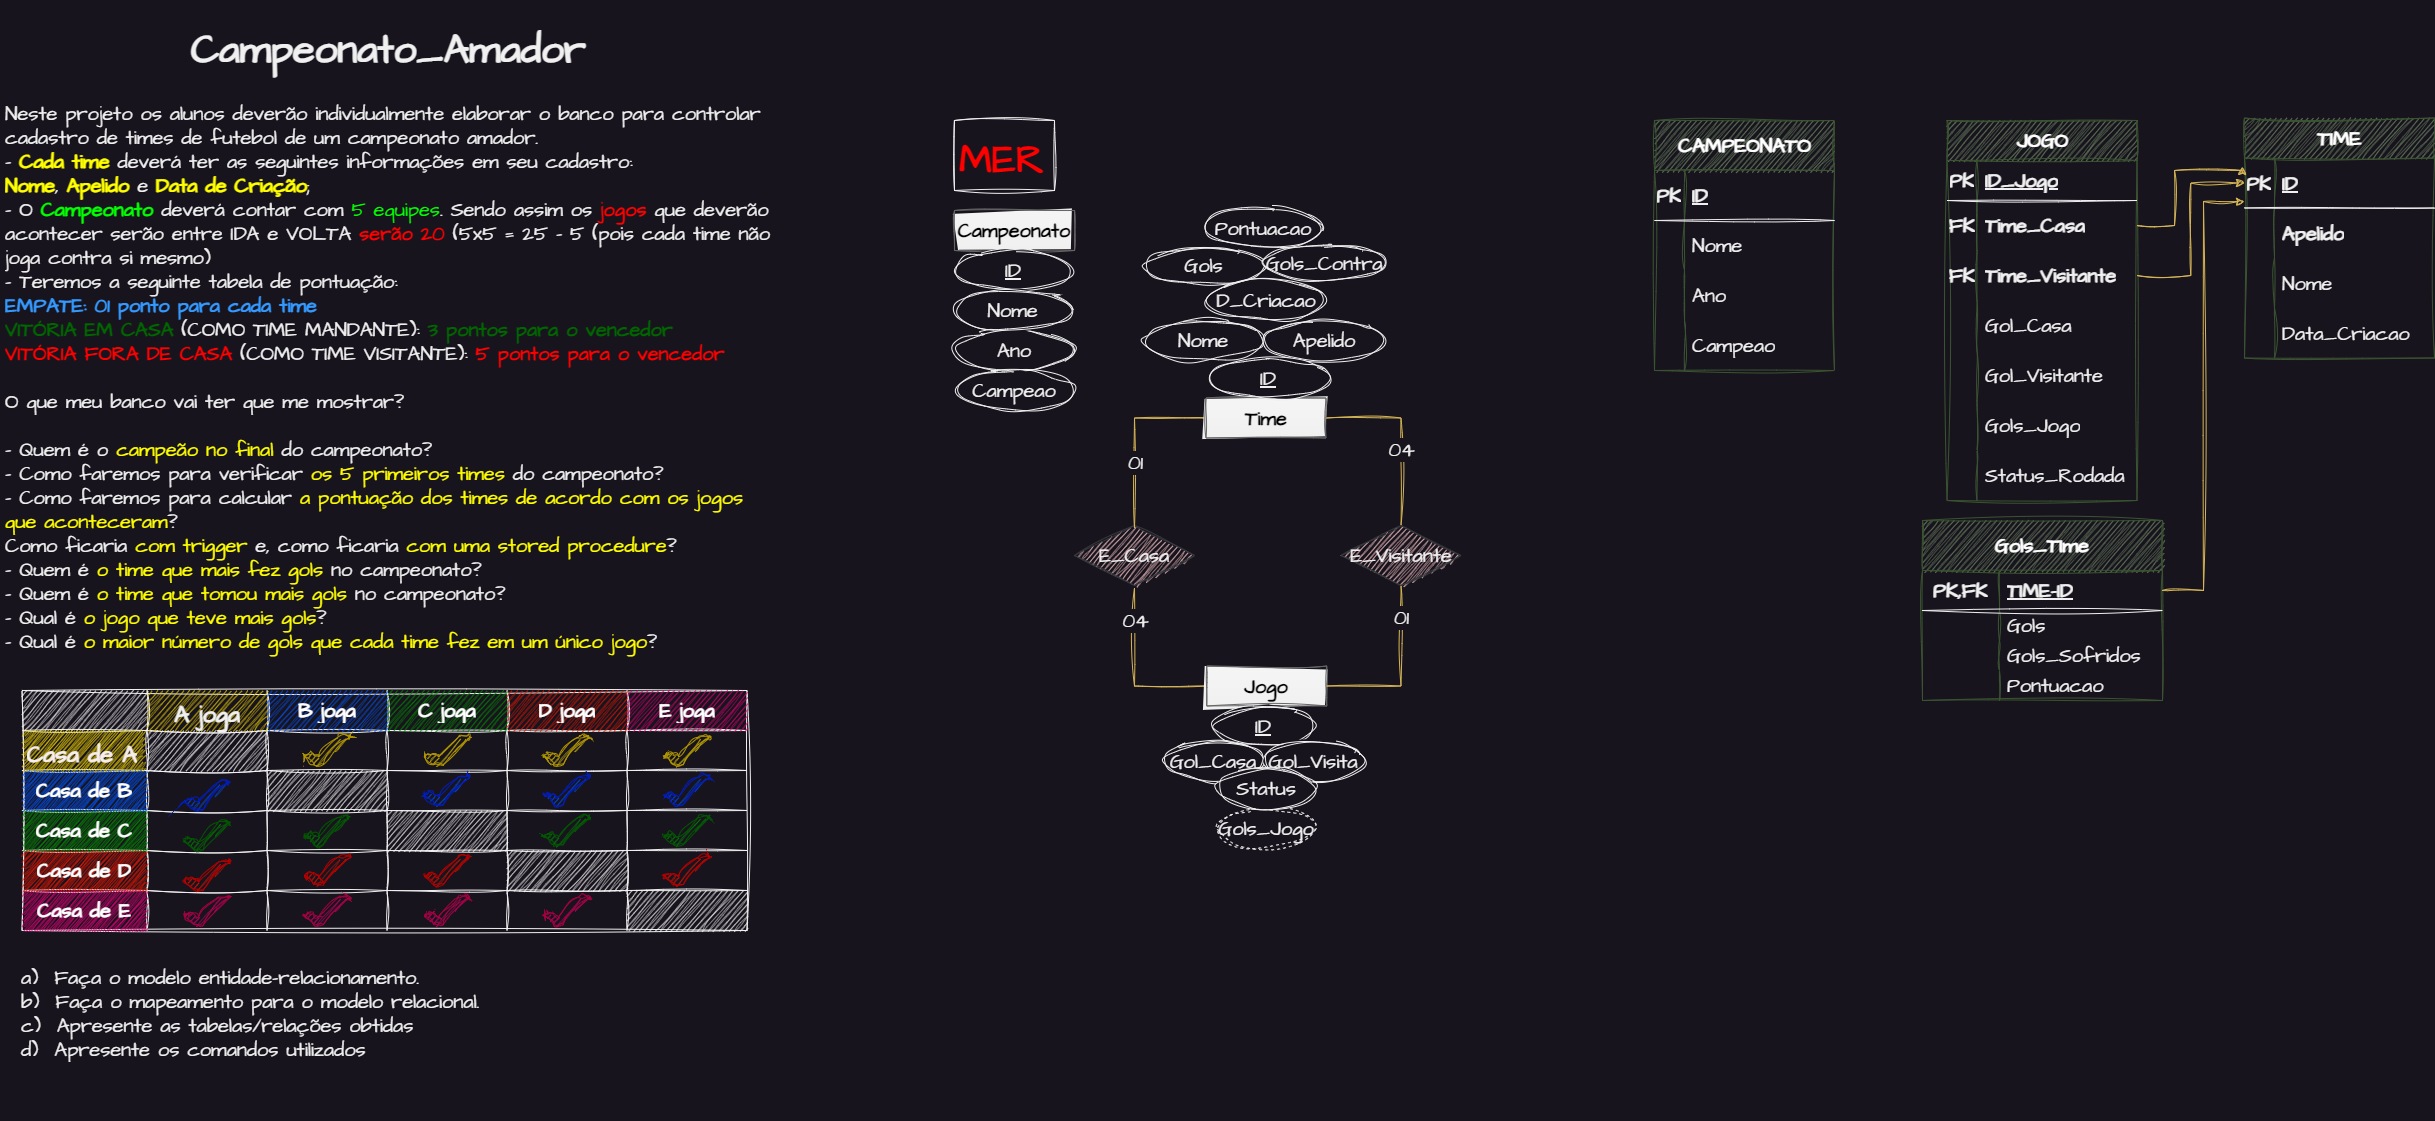 Campeonato_Amador
Neste projeto os alunos deverão individualmente elaborar o banco para controlar
cadastro de times de futebol de um campeonato amador.
- Cada time deverá ter as seguintes informações em seu cadastro:
Nome, Apelido e Data de Criação;
- O Campeonato deverá contar com 5 equipes. Sendo assim os jogos que deverão
acontecer serão entre IDA e VOLTA serão 20 (5x5 = 25 - 5 (pois cada time não
joga contra si mesmo)
- Teremos a seguinte tabela de pontuação:
EMPATE: 01 ponto para cada time
VITÓRIA EM CASA (COMO TIME MANDANTE): 3 pontos para o vencedor
VITÓRIA FORA DE CASA (COMO TIME VISITANTE): 5 pontos para o vencedor
O que meu banco vai ter que me mostrar?
- Quem é o campeão no final do campeonato?
- Como faremos para verificar os 5 primeiros times do campeonato?
- Como faremos para calcular a pontuação dos times de acordo com os jogos
que aconteceram?
Como ficaria com trigger e, como ficaria com uma stored procedure?
- Quem é o time que mais fez gols no campeonato?
- Quem é o time que tomou mais gols no campeonato?
- Qual é o jogo que teve mais gols?
- Qual é o maior número de gols que cada time fez em um único jogo?
A joga B joga C joga D joga E joga
Casa de A
Casa de B
Casa de C
Casa de D
Casa de E
a) Faça o modelo entidade-relacionamento.
b) Faça o mapeamento para o modelo relacional.
c) Apresente as tabelas/relações obtidas
d) Apresente os comandos utilizados
MER
Campeonato
ID
Nome
Ano
Campeao
Pontuacao
Gols Gols_Contra
D_Criacao
Nome Apelido
ID
Time
01 04
E_Casa E_Visitante
04 01
Jogo
ID
Gol_Casa Gol_Visita
Status
Gols_Jogo
CAMPEONATO
PK ID
Nome
Ano
Campeao
JOGO
PK ID_Jogo
FK Time_Casa
FK Time_Visitante
Gol_Casa
Gol_Visitante
Gols_Jogo
Status_Rodada
TIME
PK ID
Apelido
Nome
Data_Criacao
Gols_Time
PK,FK TIME-ID
Gols
Gols_Sofridos
Pontuacao